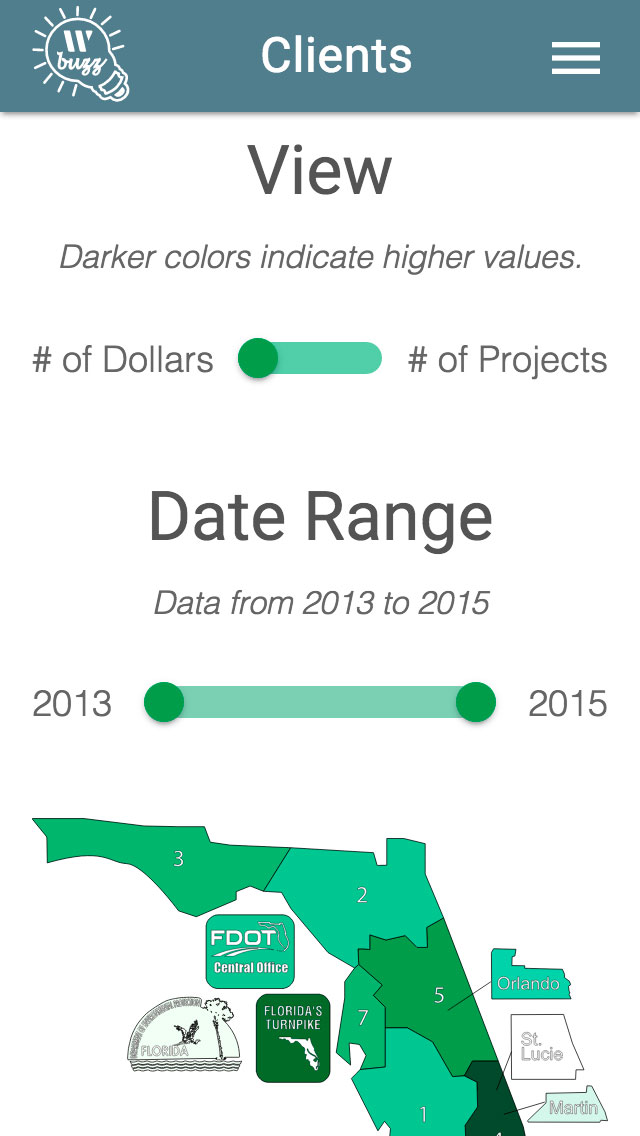 W
buzz
Clients
View
Darker colors indicate higher values.
# of Dollars
# of Projects
Date Range
Data from 2013 to 2015
2013
2015
3
2
FDOT
Central Office
5
Orlando
FLORIDA'S
TURNPIKE
7
FLORIDA
St.
Lucie
Martin
1